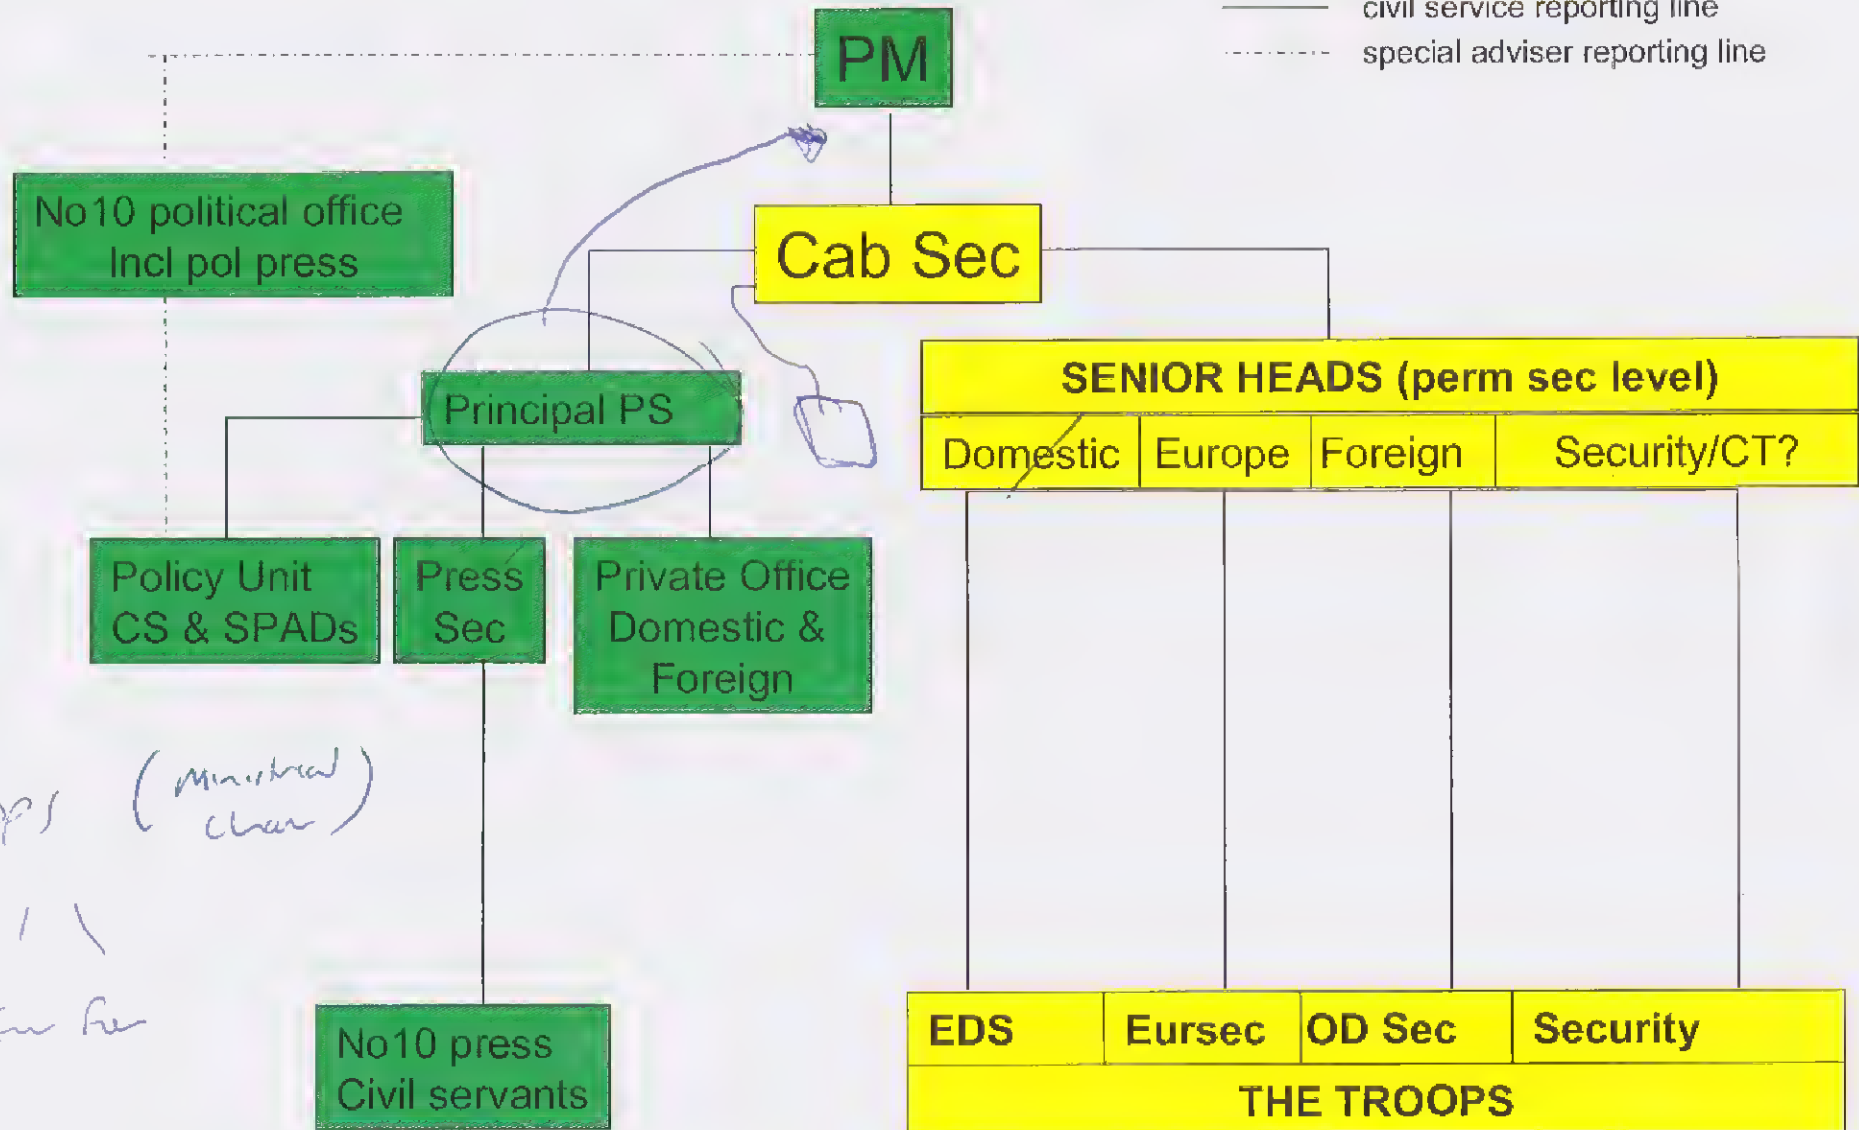 civil service reporting line
special adviser reporting line
PM
No10 political office
Incl pol press
Cab Sec
Principal PS
SENIOR HEADS (perm sec level)
Domestic
Europe
Foreign
Security/CT?
Policy Unit
CS & SPADs
Press
Sec
Private Office
Domestic &
Foreign
No10 press
Civil servants
EDS
Eursec
OD Sec
Security
THE TROOPS